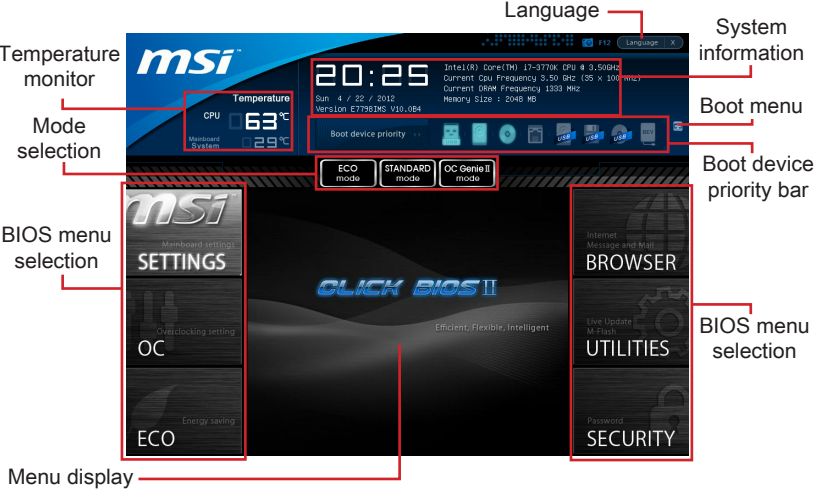 Language
System
information
Temperature
monitor
Boot menu
Mode
selection
Boot device
priority bar
BIOS menu
selection
BIOS menu
selection
Menu display
msi
F12
Language X
20:25
Sun 4 / 22 / 2012
Version E7798IMS V10.0B4
Intel(R) Core(TM) i7-3770K CPU @ 3.50GHz
Current Cpu Frequency 3.50 GHz (35 x 100 MHz)
Current DRAM Frequency 1333 MHz
Memory Size : 2048 MB
Temperature
CPU 63℃
Mainboard
System 29℃
Boot device priority
USB
USB
USB
ECO
mode
STANDARD
mode
OC Genie II
mode
msi
Mainboard settings
SETTINGS
Overclocking setting
OC
Energy saving
ECO
CLICK BIOS II
Efficient, Flexible, Intelligent
Internet
Message and Mail
BROWSER
Live Update
M-Flash
UTILITIES
Password
SECURITY